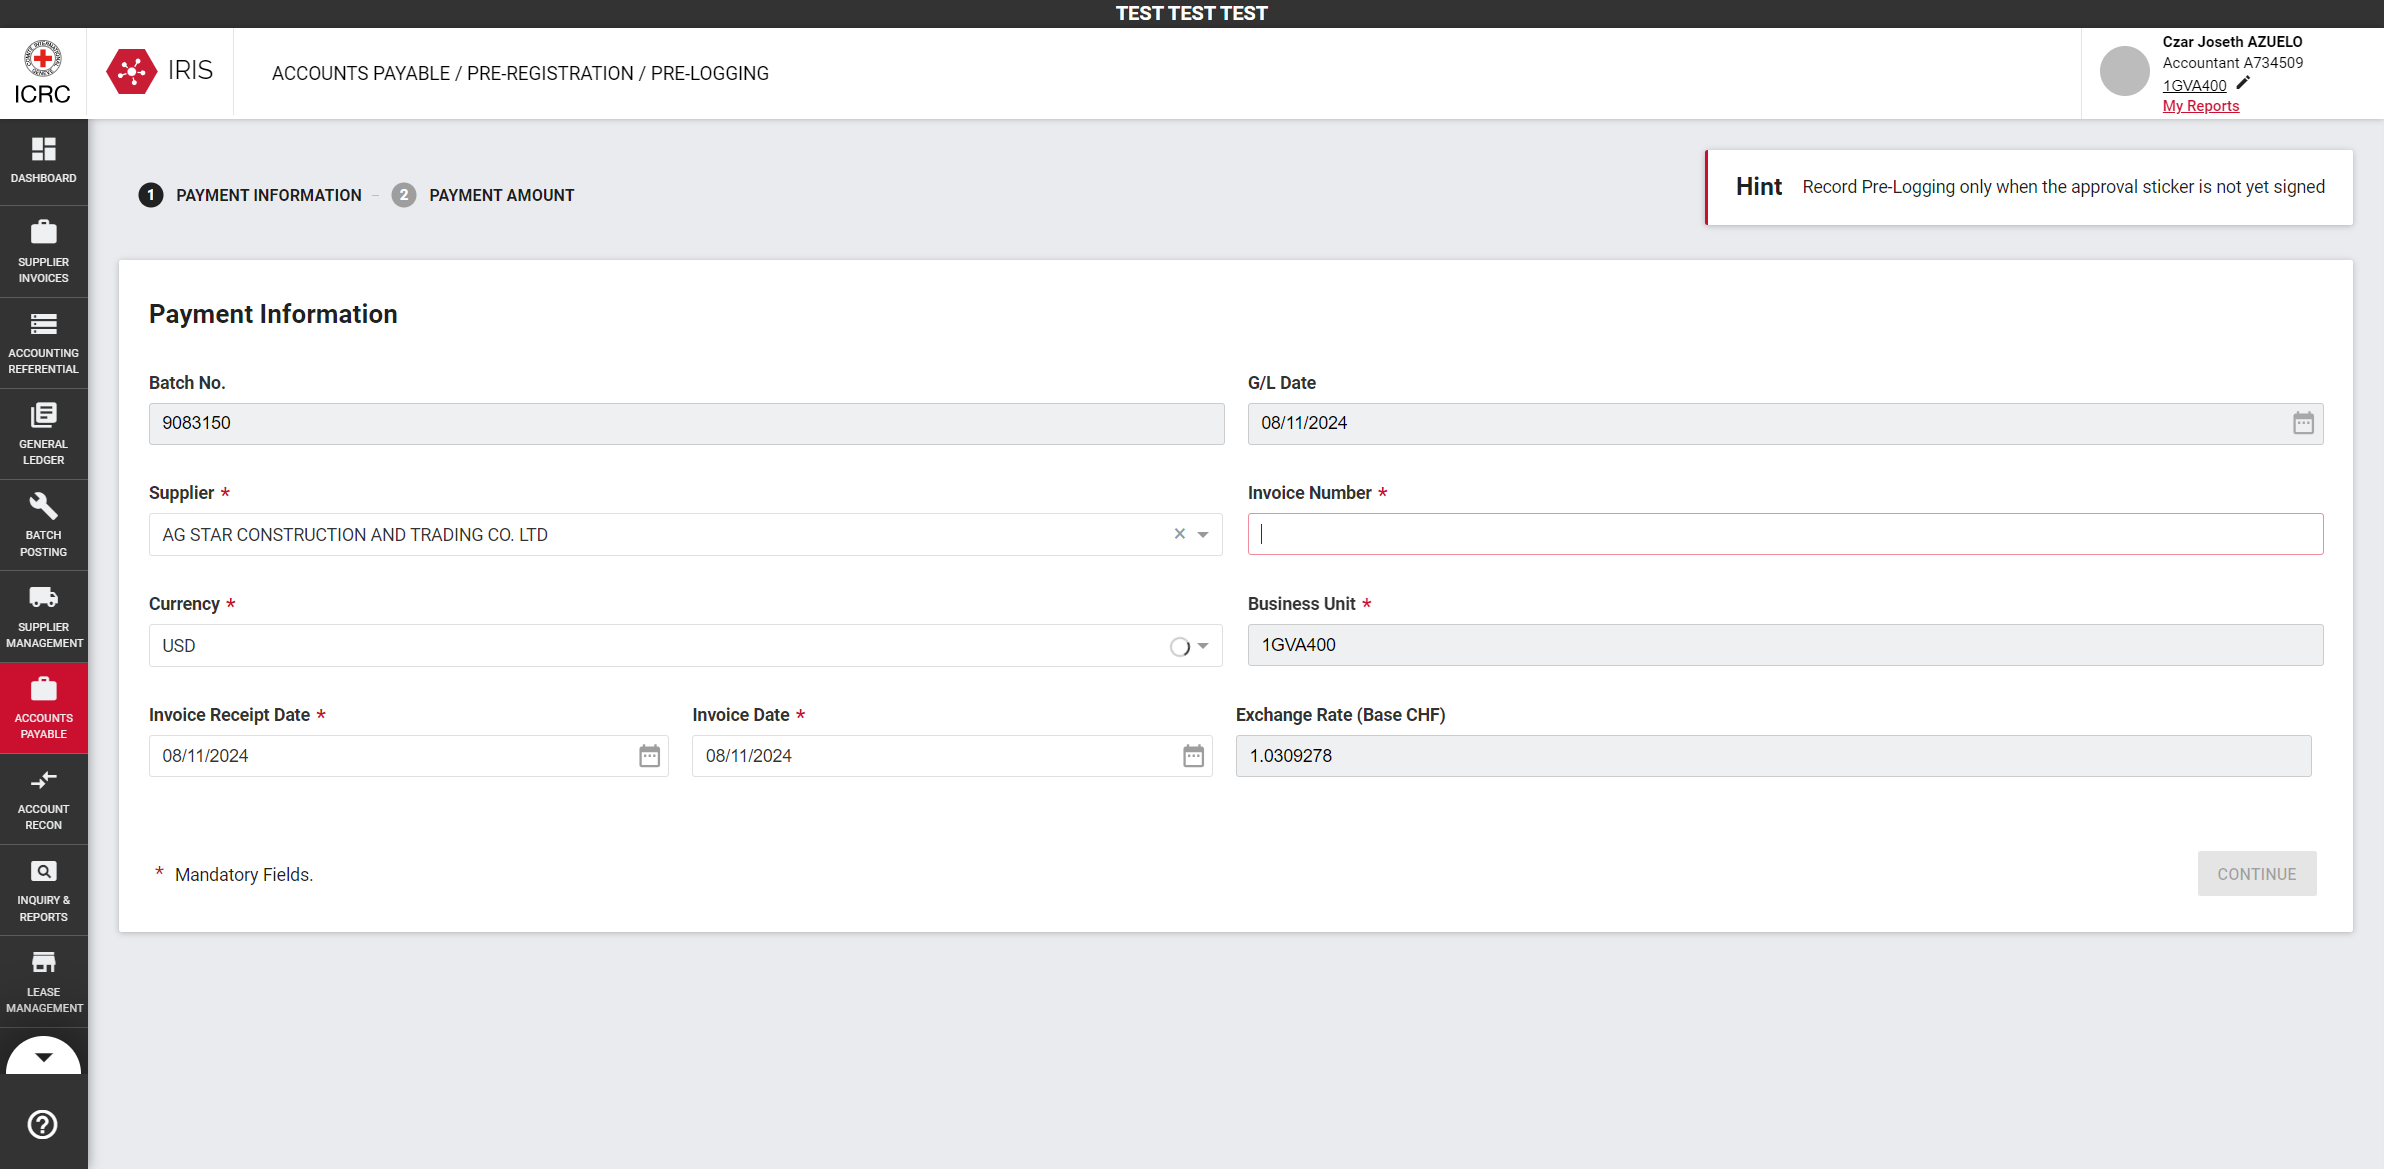 TEST TEST TEST
ICRC
IRIS
ACCOUNTS PAYABLE / PRE-REGISTRATION / PRE-LOGGING
Czar Joseth AZUELO
Accountant A734509
1GVA400
My Reports
DASHBOARD
SUPPLIER
INVOICES
ACCOUNTING
REFERENTIAL
GENERAL
LEDGER
BATCH
POSTING
SUPPLIER
MANAGEMENT
ACCOUNTS
PAYABLE
ACCOUNT
RECON
INQUIRY &
REPORTS
LEASE
MANAGEMENT
1 PAYMENT INFORMATION – 2 PAYMENT AMOUNT
Hint Record Pre-Logging only when the approval sticker is not yet signed
Payment Information
Batch No.
9083150
G/L Date
08/11/2024
Supplier *
AG STAR CONSTRUCTION AND TRADING CO. LTD
Invoice Number *
Currency *
USD
Business Unit *
1GVA400
Invoice Receipt Date *
08/11/2024
Invoice Date *
08/11/2024
Exchange Rate (Base CHF)
1.0309278
* Mandatory Fields.
CONTINUE